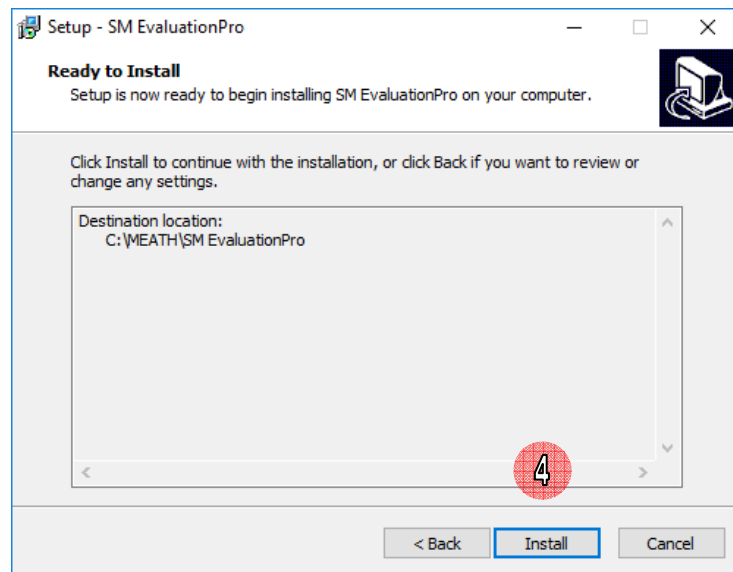 Setup - SM EvaluationPro
Ready to Install
Setup is now ready to begin installing SM EvaluationPro on your computer.
Click Install to continue with the installation, or click Back if you want to review or
change any settings.
Destination location:
C:\MEATH\SM EvaluationPro
4
< Back
Install
Cancel